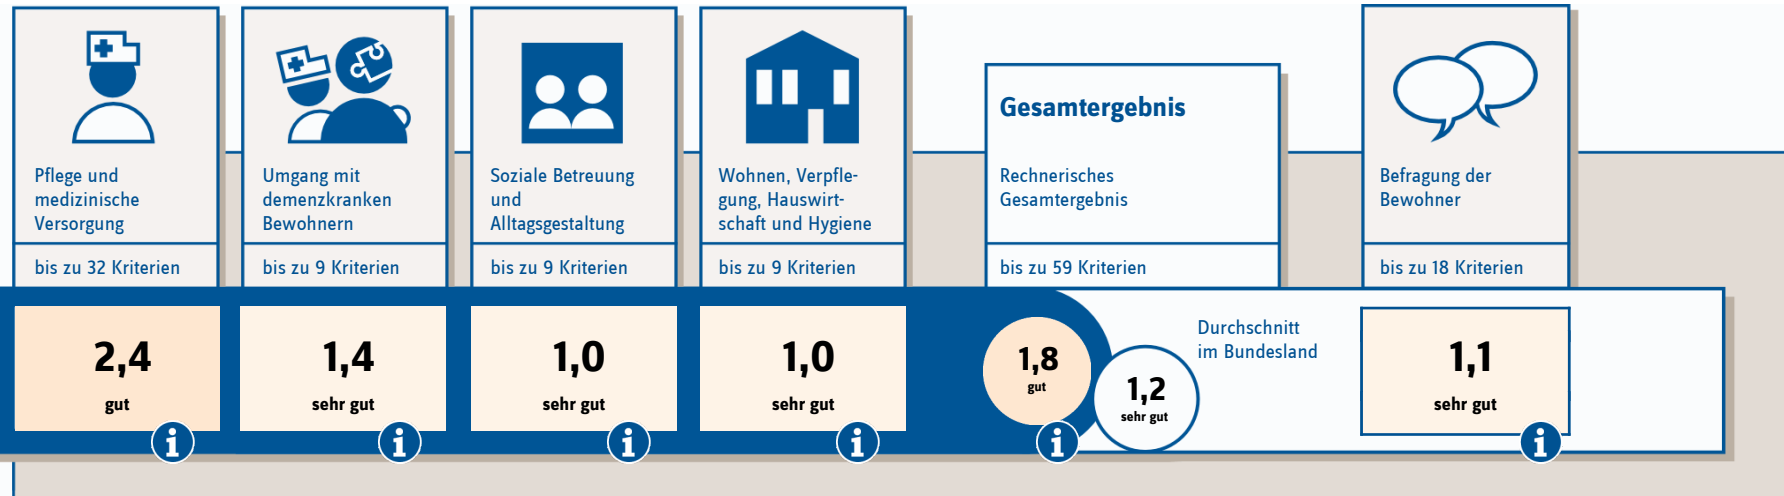 Pflege und
medizinische
Versorgung
bis zu 32 Kriterien
2,4
gut
Umgang mit
demenzkranken
Bewohnern
bis zu 9 Kriterien
1,4
sehr gut
Soziale Betreuung
und
Alltagsgestaltung
bis zu 9 Kriterien
1,0
sehr gut
Wohnen, Verpfle-
gung, Hauswirt-
schaft und Hygiene
bis zu 9 Kriterien
1,0
sehr gut
Gesamtergebnis
Rechnerisches
Gesamtergebnis
bis zu 59 Kriterien
1,8
gut
1,2
sehr gut
Durchschnitt
im Bundesland
Befragung der
Bewohner
bis zu 18 Kriterien
1,1
sehr gut